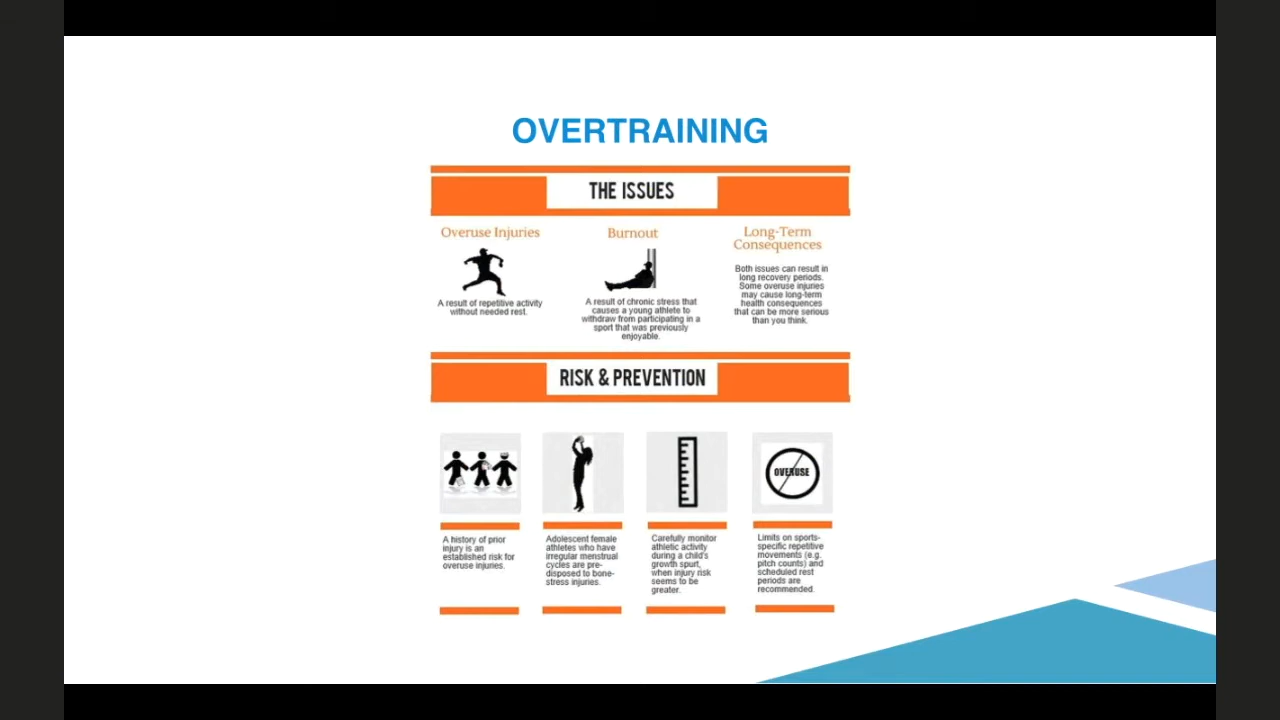 OVERTRAINING
THE ISSUES
Overuse Injuries
A result of repetitive activity
without needed rest.
Burnout
A result of chronic stress that
causes a young athlete to
withdraw from participating in a
sport that was previously
enjoyable.
Long-Term
Consequences
Both issues can result in
long recovery periods.
Some overuse injuries
may cause long-term
health consequences
that can be more serious
than you think.
RISK & PREVENTION
A history of prior
injury is an
established risk for
overuse injuries.
Adolescent female
athletes who have
irregular menstrual
cycles are pre-
disposed to bone-
stress injuries.
Carefully monitor
athletic activity
during a child's
growth spurt,
when injury risk
seems to be
greater.
OVERUSE
Limits on sports-
specific repetitive
movements (e.g.
pitch counts) and
scheduled rest
periods are
recommended.